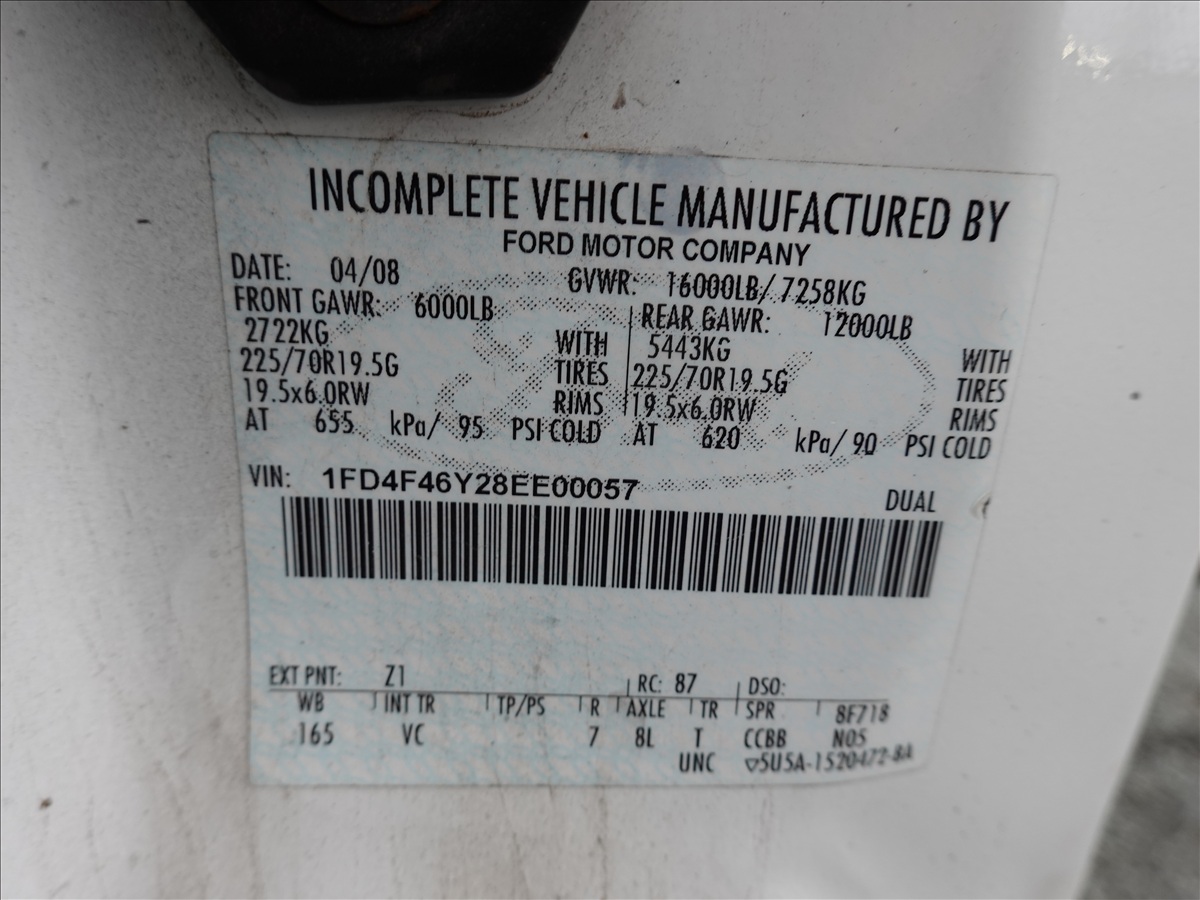 INCOMPLETE VEHICLE MANUFACTURED BY
FORD MOTOR COMPANY
DATE: 04/08 GVWR: 16000LB/ 7258KG
FRONT GAWR: 6000LB REAR GAWR: 12000LB
2722KG WITH 5443KG WITH
225/70R19.5G TIRES 225/70R19.5G TIRES
19.5x6.0RW RIMS 19.5x6.0RW RIMS
AT 655 kPa/ 95 PSI COLD AT 620 kPa/ 90 PSI COLD
VIN: 1FD4F46Y28EE00057
DUAL
EXT PNT: Z1 RC: 87 DSO:
WB INT TR TP/PS R AXLE TR SPR 8F718
165 VC 7 8L T CCBB N05
UNC ▽5U5A-1520472-BA